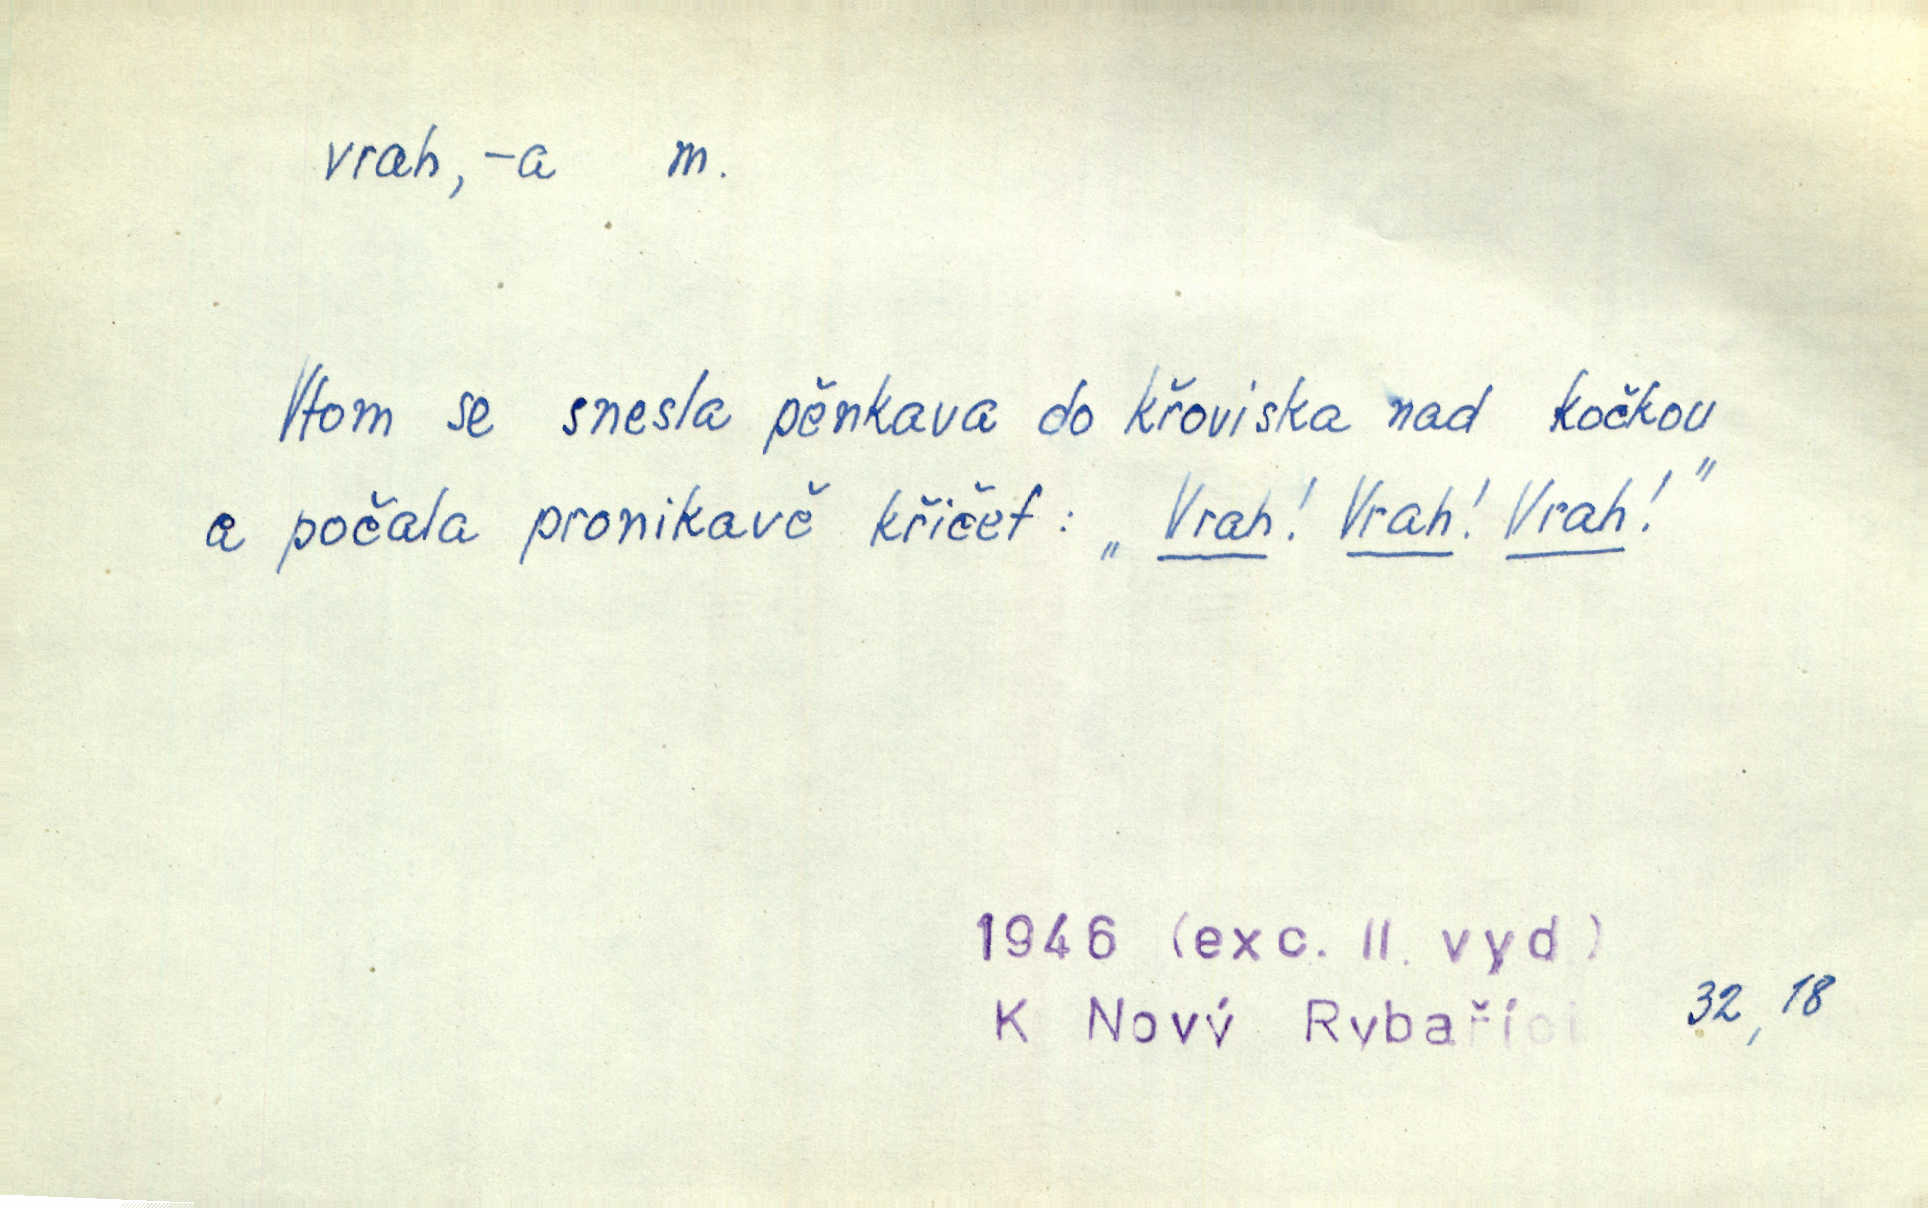 vrah, -a m.
Vtom se snesla pěnkava do křoviska nad kočkou
a počala pronikavě křičet: „Vrah! Vrah! Vrah!"
1946 (exc. II. vyd)
K Nový Rybaříci 32, 18